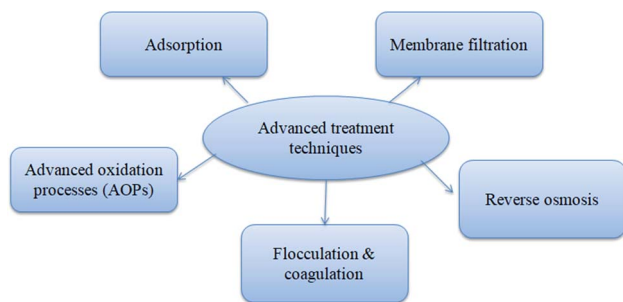 Adsorption
Membrane filtration
Advanced treatment
techniques
Advanced oxidation
processes (AOPs)
Reverse osmosis
Flocculation &
coagulation